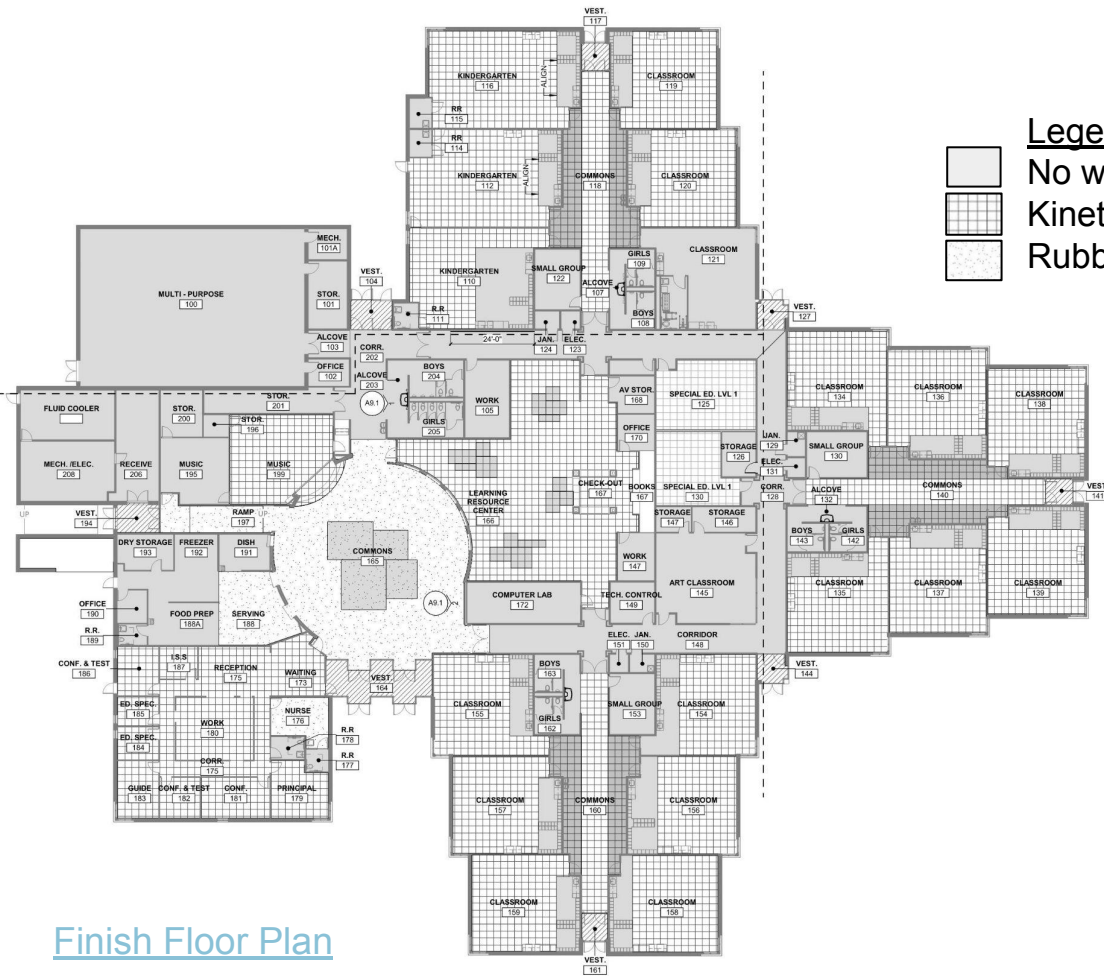 VEST.
117
KINDERGARTEN
116
ALIGN
CLASSROOM
119
RR
115
RR
114
KINDERGARTEN
112
ALIGN
COMMONS
118
CLASSROOM
120
Lege
No w
Kinet
Rubb
MECH.
101A
MULTI - PURPOSE
100
STOR.
101
VEST.
104
KINDERGARTEN
110
SMALL GROUP
122
GIRLS
109
CLASSROOM
121
ALCOVE
107
R.R
111
BOYS
108
VEST.
127
ALCOVE
103
CORR.
202
24'-0"
JAN.
124
ELEC.
123
OFFICE
102
ALCOVE
203
BOYS
204
WORK
105
AV STOR.
168
SPECIAL ED. LVL 1
125
CLASSROOM
134
CLASSROOM
136
CLASSROOM
138
FLUID COOLER
STOR.
200
STOR.
201
STOR.
196
A9.1
1
GIRLS
205
OFFICE
170
JAN.
129
SMALL GROUP
130
STORAGE
126
ELEC.
131
MECH. /ELEC.
208
RECEIVE
206
MUSIC
195
MUSIC
199
LEARNING
RESOURCE
CENTER
166
CHECK-OUT
167
BOOKS
167
SPECIAL ED. LVL 1
130
CORR.
128
ALCOVE
132
COMMONS
140
VEST.
141
UP
VEST.
194
RAMP
197
UP
STORAGE
147
STORAGE
146
BOYS
143
GIRLS
142
DRY STORAGE
193
FREEZER
192
DISH
191
COMMONS
165
WORK
147
ART CLASSROOM
145
CLASSROOM
135
CLASSROOM
137
CLASSROOM
139
OFFICE
190
FOOD PREP
188A
SERVING
188
A9.1
2
COMPUTER LAB
172
TECH. CONTROL
149
R.R.
189
ELEC.
151
JAN.
150
CORRIDOR
148
CONF. & TEST
186
I.S.S
187
RECEPTION
175
WAITING
173
VEST.
164
BOYS
163
VEST.
144
ED. SPEC.
185
NURSE
176
CLASSROOM
155
GIRLS
162
SMALL GROUP
153
CLASSROOM
154
WORK
180
R.R
178
ED. SPEC.
184
CORR.
175
R.R
177
GUIDE
183
CONF. & TEST
182
CONF.
181
PRINCIPAL
179
CLASSROOM
157
COMMONS
160
CLASSROOM
156
CLASSROOM
159
CLASSROOM
158
Finish Floor Plan
VEST.
161